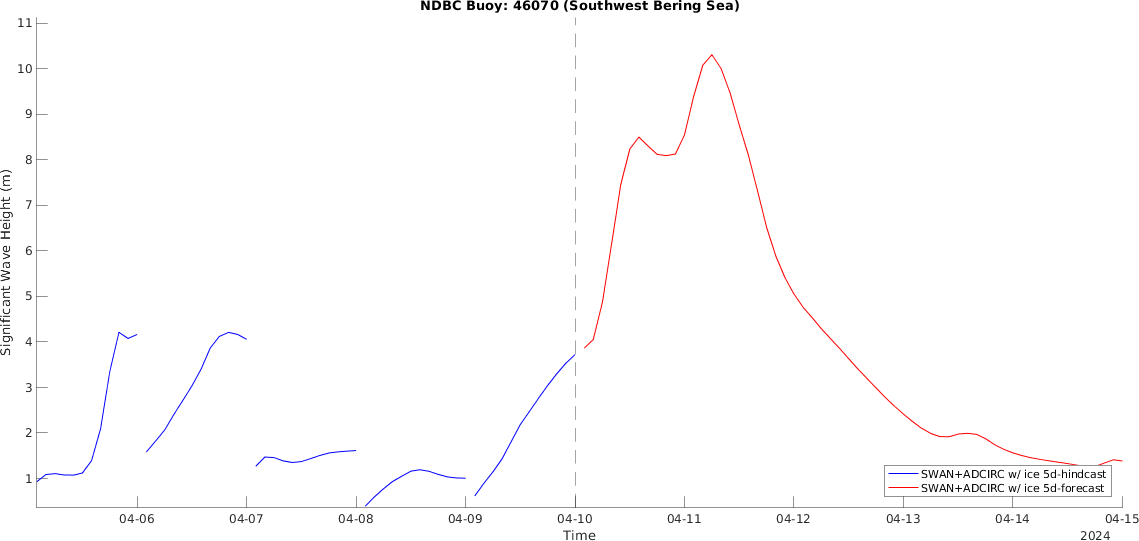 NDBC Buoy: 46070 (Southwest Bering Sea)
11
10
9
8
7
6
5
4
3
2
1
Significant Wave Height (m)
SWAN+ADCIRC w/ ice 5d-hindcast
SWAN+ADCIRC w/ ice 5d-forecast
04-06 04-07 04-08 04-09 04-10 04-11 04-12 04-13 04-14 04-15
Time
2024